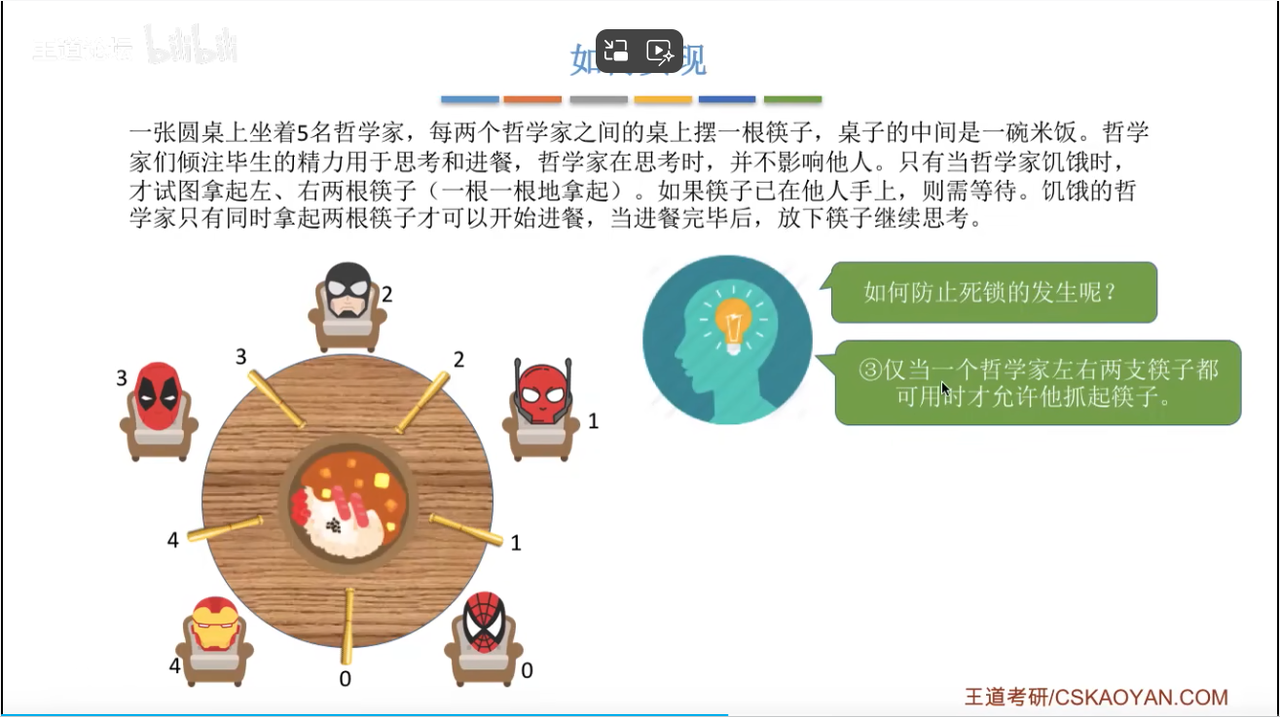 王道论坛 bilibili
一张圆桌上坐着5名哲学家，每两个哲学家之间的桌上摆一根筷子，桌子的中间是一碗米饭。哲学
家们倾注毕生的精力用于思考和进餐，哲学家在思考时，并不影响他人。只有当哲学家饥饿时，
才试图拿起左、右两根筷子（一根一根地拿起）。如果筷子已在他人手上，则需等待。饥饿的哲
学家只有同时拿起两根筷子才可以开始进餐，当进餐完毕后，放下筷子继续思考。
如何防止死锁的发生呢？
③仅当一个哲学家左右两支筷子都
可用时才允许他抓起筷子。
2
3
2
3
1
4
1
4
0
0
王道考研/CSKAOYAN.COM